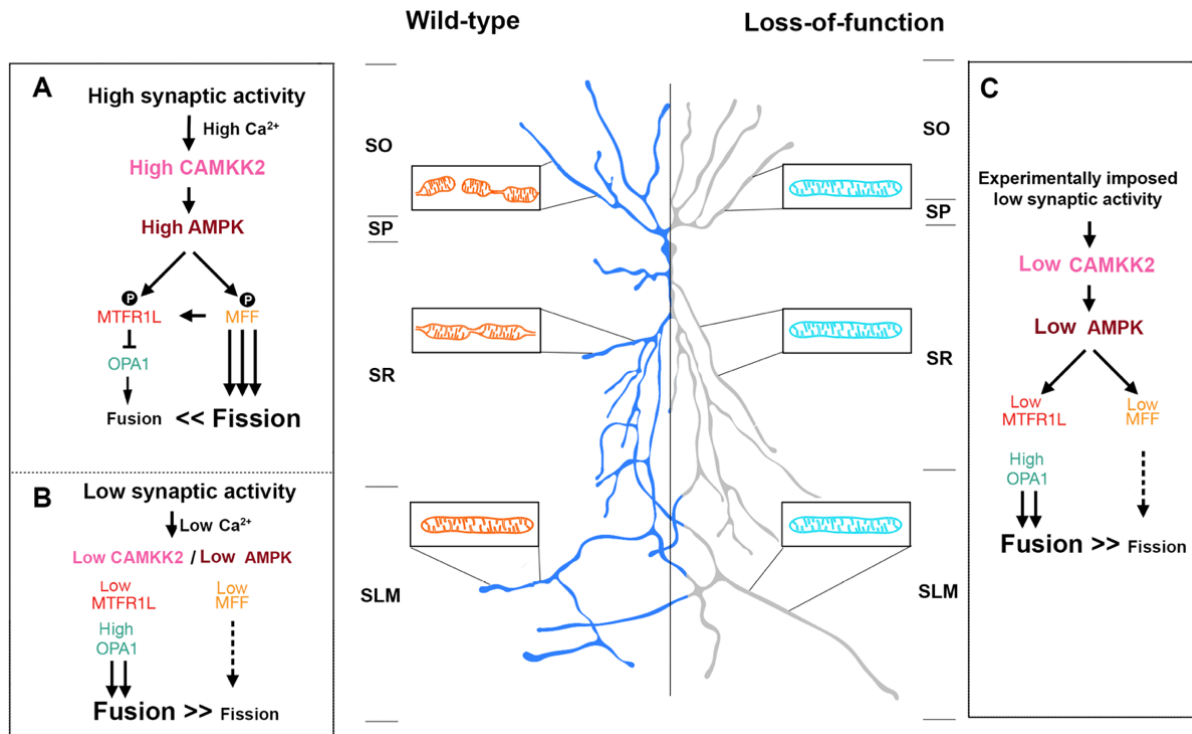 Wild-type
Loss-of-function
A
High synaptic activity
High Ca²⁺
High CAMKK2
High AMPK
P
P
MTFR1L
MFF
OPA1
Fusion << Fission
B
Low synaptic activity
Low Ca²⁺
Low CAMKK2 / Low AMPK
Low
MTFR1L
Low
MFF
High
OPA1
Fusion >> Fission
SO
SP
SR
SLM
SO
SP
SR
SLM
C
Experimentally imposed
low synaptic activity
Low CAMKK2
Low AMPK
Low
MTFR1L
Low
MFF
High
OPA1
Fusion >> Fission